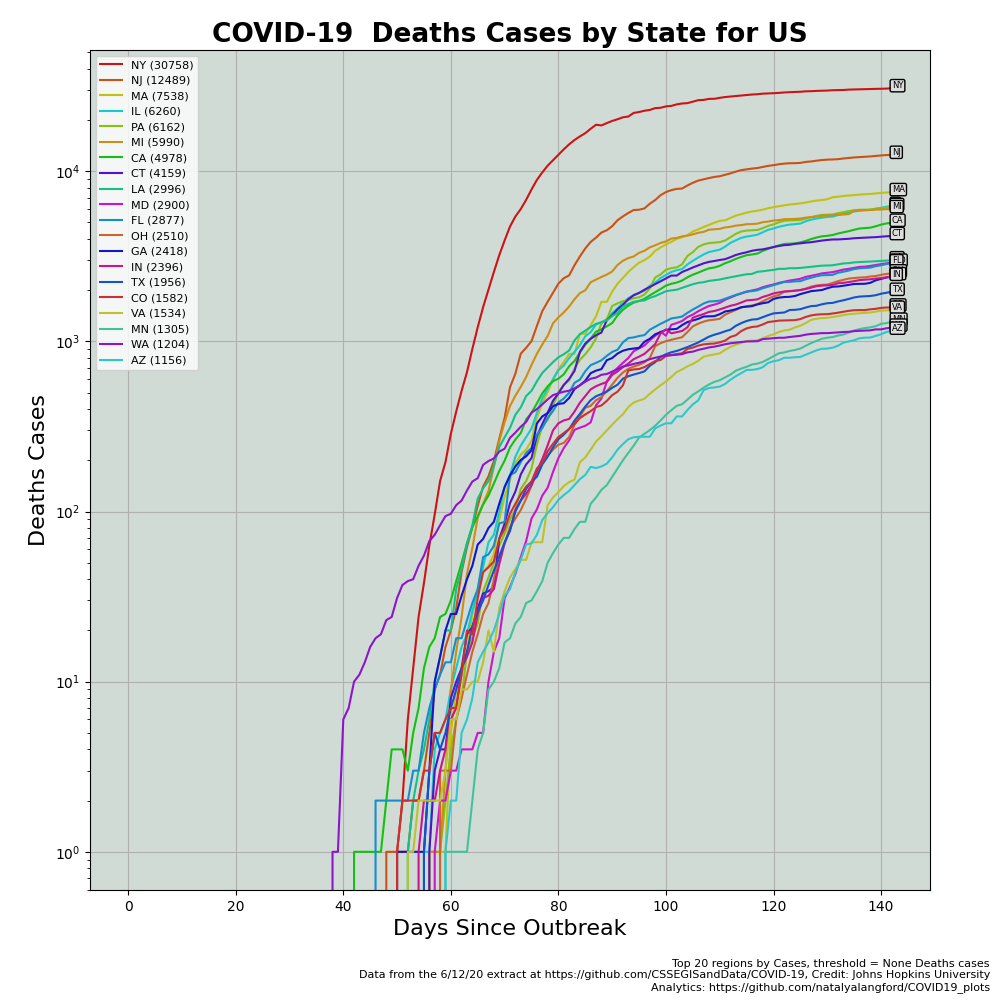 COVID-19  Deaths Cases by State for US
NY (30758)
NJ (12489)
MA (7538)
IL (6260)
PA (6162)
MI (5990)
CA (4978)
CT (4159)
LA (2996)
MD (2900)
FL (2877)
OH (2510)
GA (2418)
IN (2396)
TX (1956)
CO (1582)
VA (1534)
MN (1305)
WA (1204)
AZ (1156)
NY
NJ
MA
MI
CA
CT
FL
IN
TX
VA
AZ
10^4
10^3
10^2
10^1
10^0
Deaths Cases
0 20 40 60 80 100 120 140
Days Since Outbreak
Top 20 regions by Cases, threshold = None Deaths cases
Data from the 6/12/20 extract at https://github.com/CSSEGISandData/COVID-19, Credit: Johns Hopkins University
Analytics: https://github.com/natalyalangford/COVID19_plots